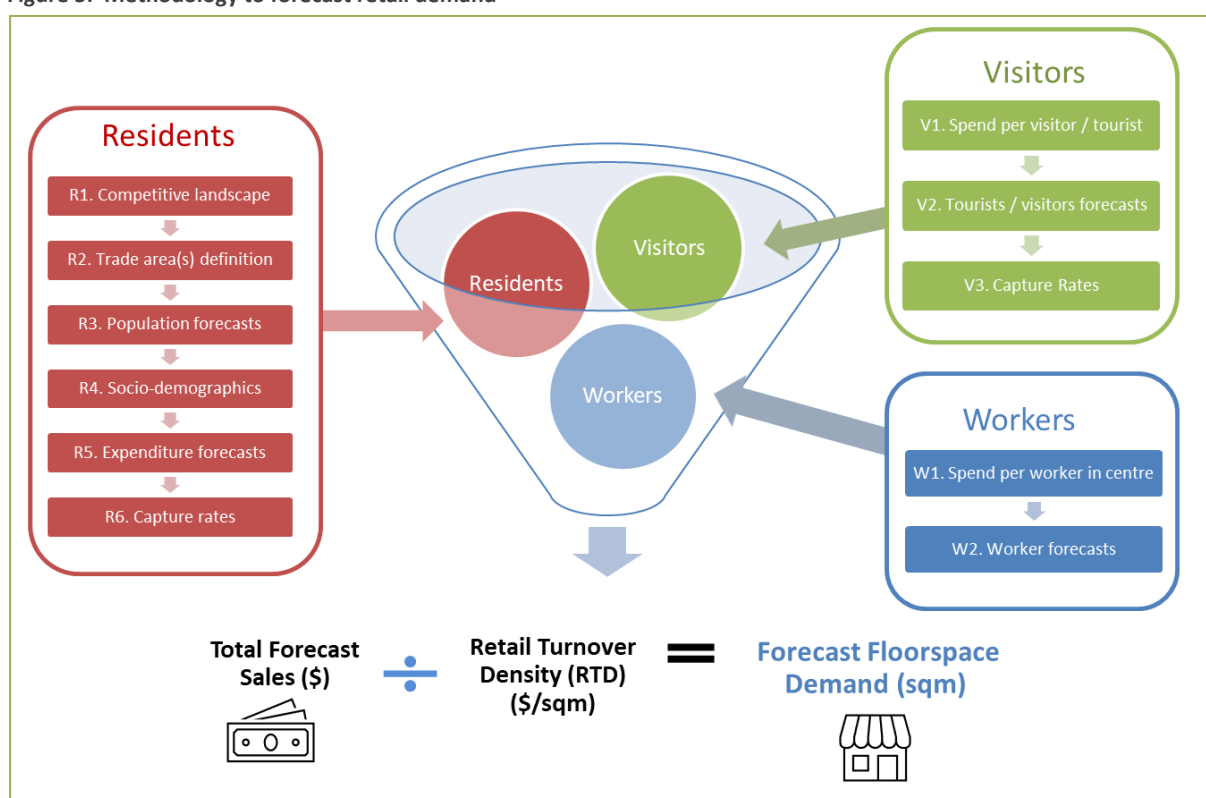 Figure 5: Methodology to forecast retail demand
Residents
R1. Competitive landscape
R2. Trade area(s) definition
R3. Population forecasts
R4. Socio-demographics
R5. Expenditure forecasts
R6. Capture rates
Residents
Visitors
Workers
Visitors
V1. Spend per visitor / tourist
V2. Tourists / visitors forecasts
V3. Capture Rates
Workers
W1. Spend per worker in centre
W2. Worker forecasts
Total Forecast
Sales ($)
÷
Retail Turnover
Density (RTD)
($/sqm)
=
Forecast Floorspace
Demand (sqm)